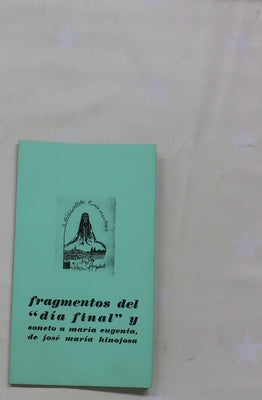 fragmentos del
"día final" y
soneto a maría eugenia,
de josé maría hinojosa